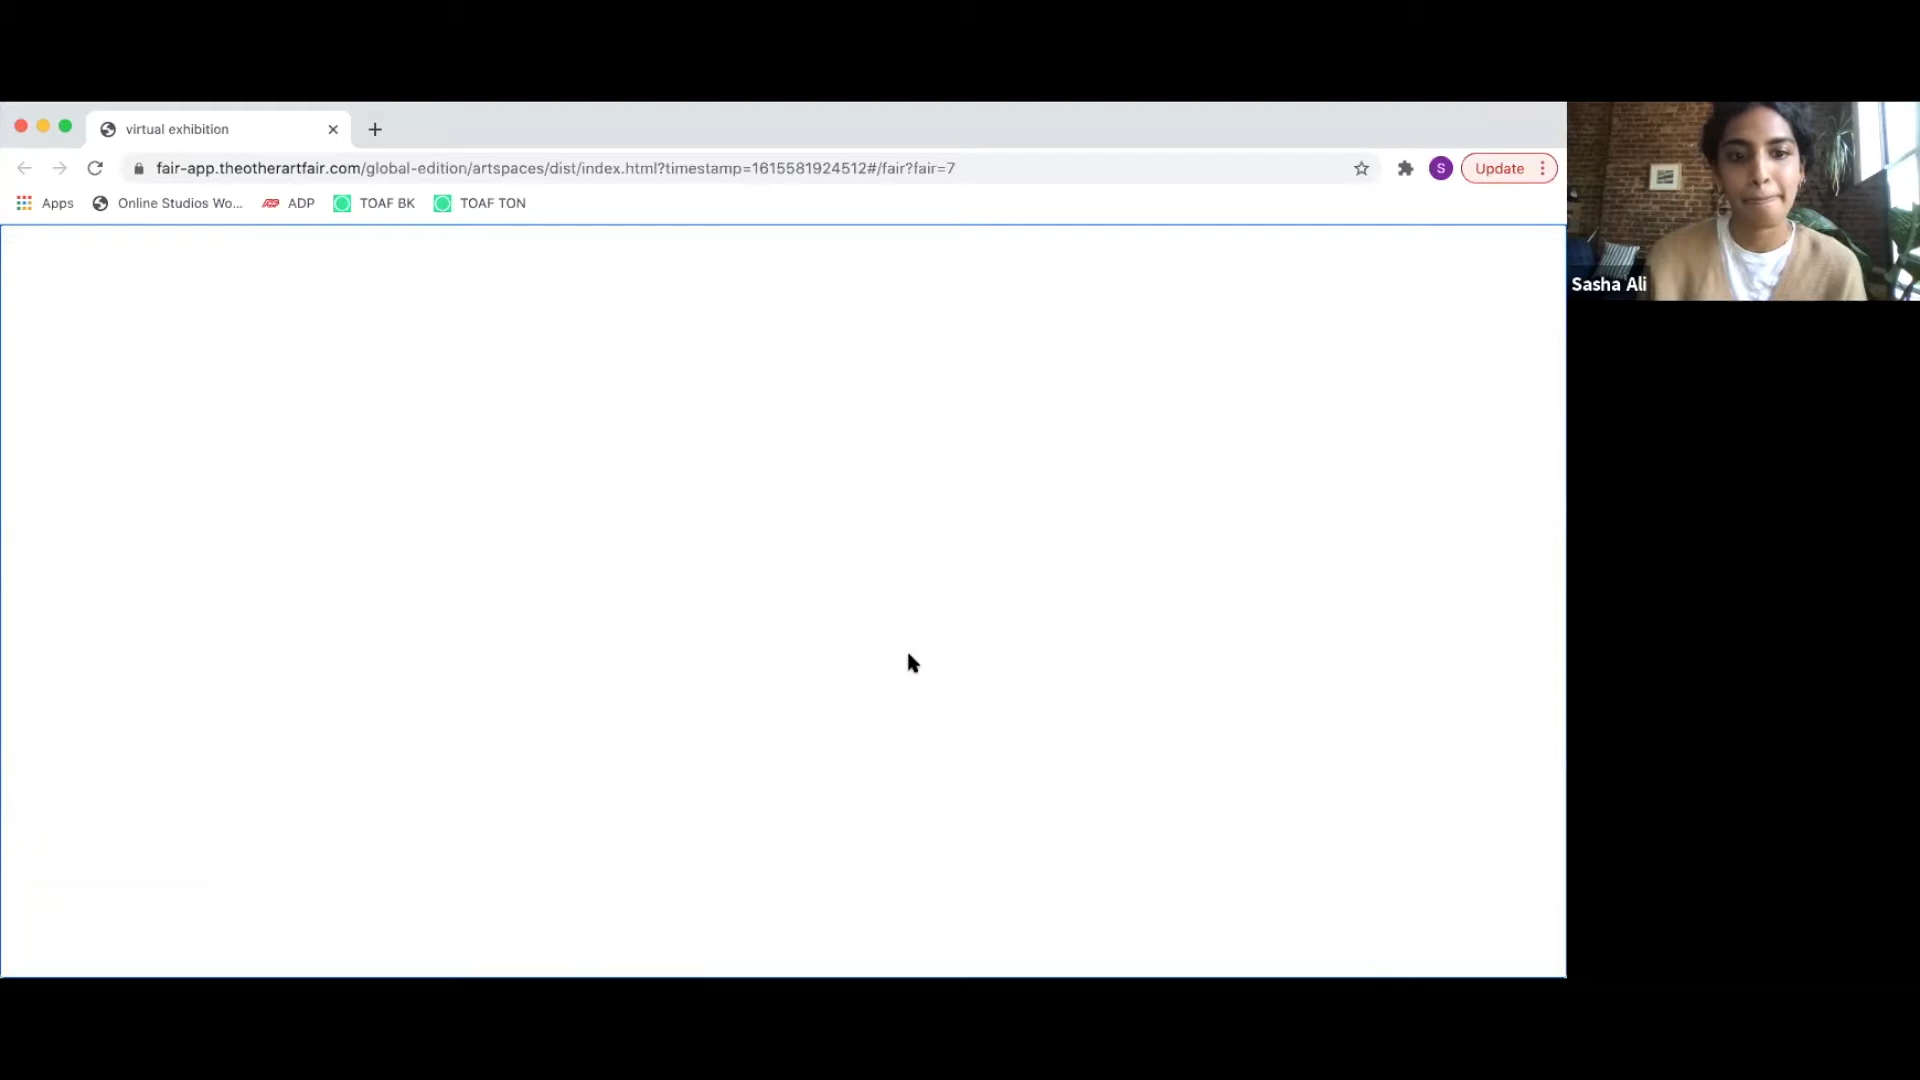 virtual exhibition
fair-app.theotherartfair.com/global-edition/artspaces/dist/index.html?timestamp=1615581924512#/fair?fair=7
S
Update
Apps
Online Studios Wo...
ADP
TOAF BK
TOAF TON
Sasha Ali